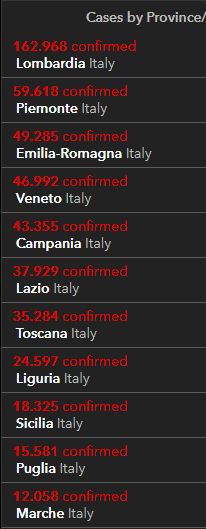 Cases by Province/
162.968 confirmed
Lombardia Italy
59.618 confirmed
Piemonte Italy
49.285 confirmed
Emilia-Romagna Italy
46.992 confirmed
Veneto Italy
43.355 confirmed
Campania Italy
37.929 confirmed
Lazio Italy
35.284 confirmed
Toscana Italy
24.597 confirmed
Liguria Italy
18.325 confirmed
Sicilia Italy
15.581 confirmed
Puglia Italy
12.058 confirmed
Marche Italy